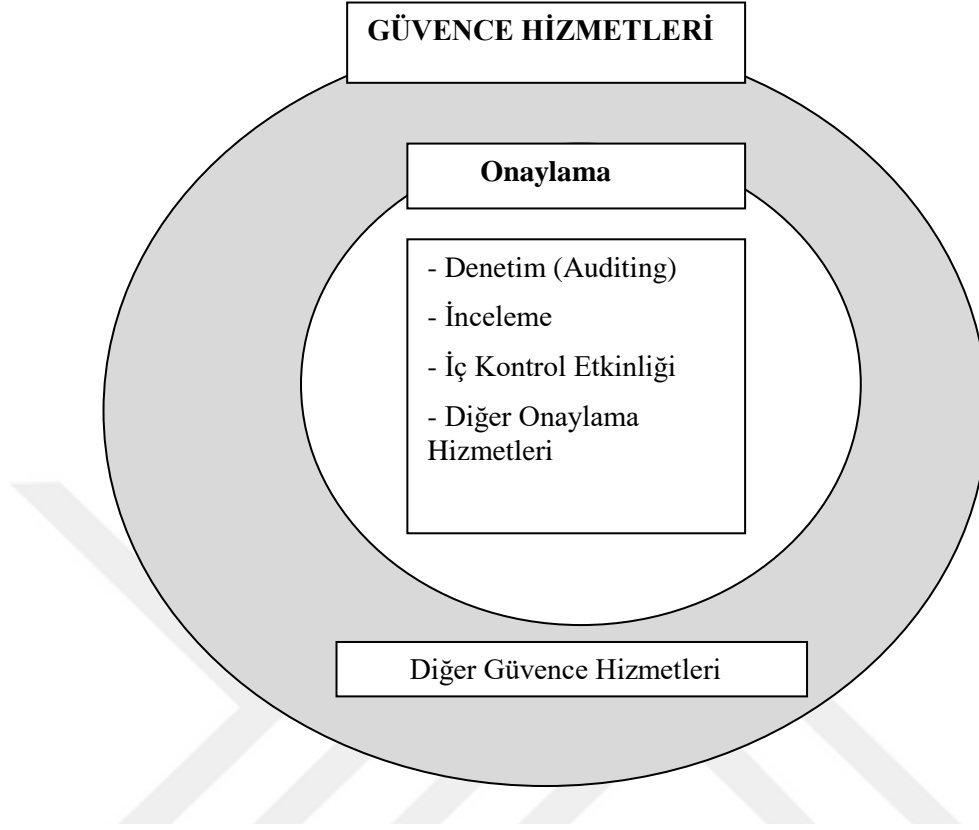 GÜVENCE HİZMETLERİ
Onaylama
- Denetim (Auditing)
- İnceleme
- İç Kontrol Etkinliği
- Diğer Onaylama
Hizmetleri
Diğer Güvence Hizmetleri